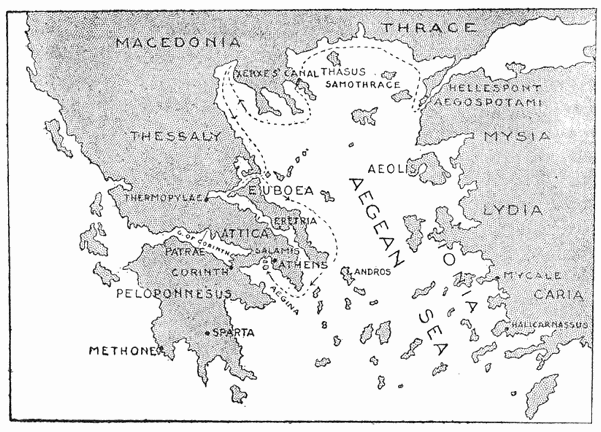 THRACE
MACEDONIA
XERXES' CANAL
THASUS
SAMOTHRACE
HELLESPONT
AEGOSPOTAMI
THESSALY
MYSIA
AEOLIS
THERMOPYLAE
EUBOEA
AEGEAN SEA
LYDIA
ERETRIA
ATTICA
G. OF CORINTH
PATRAE
SALAMIS
ATHENS
CORINTH
IONIA
ANDROS
MYCALE
CARIA
PELOPONNESUS
AEGINA
HALICARNASSUS
SPARTA
METHONE
8